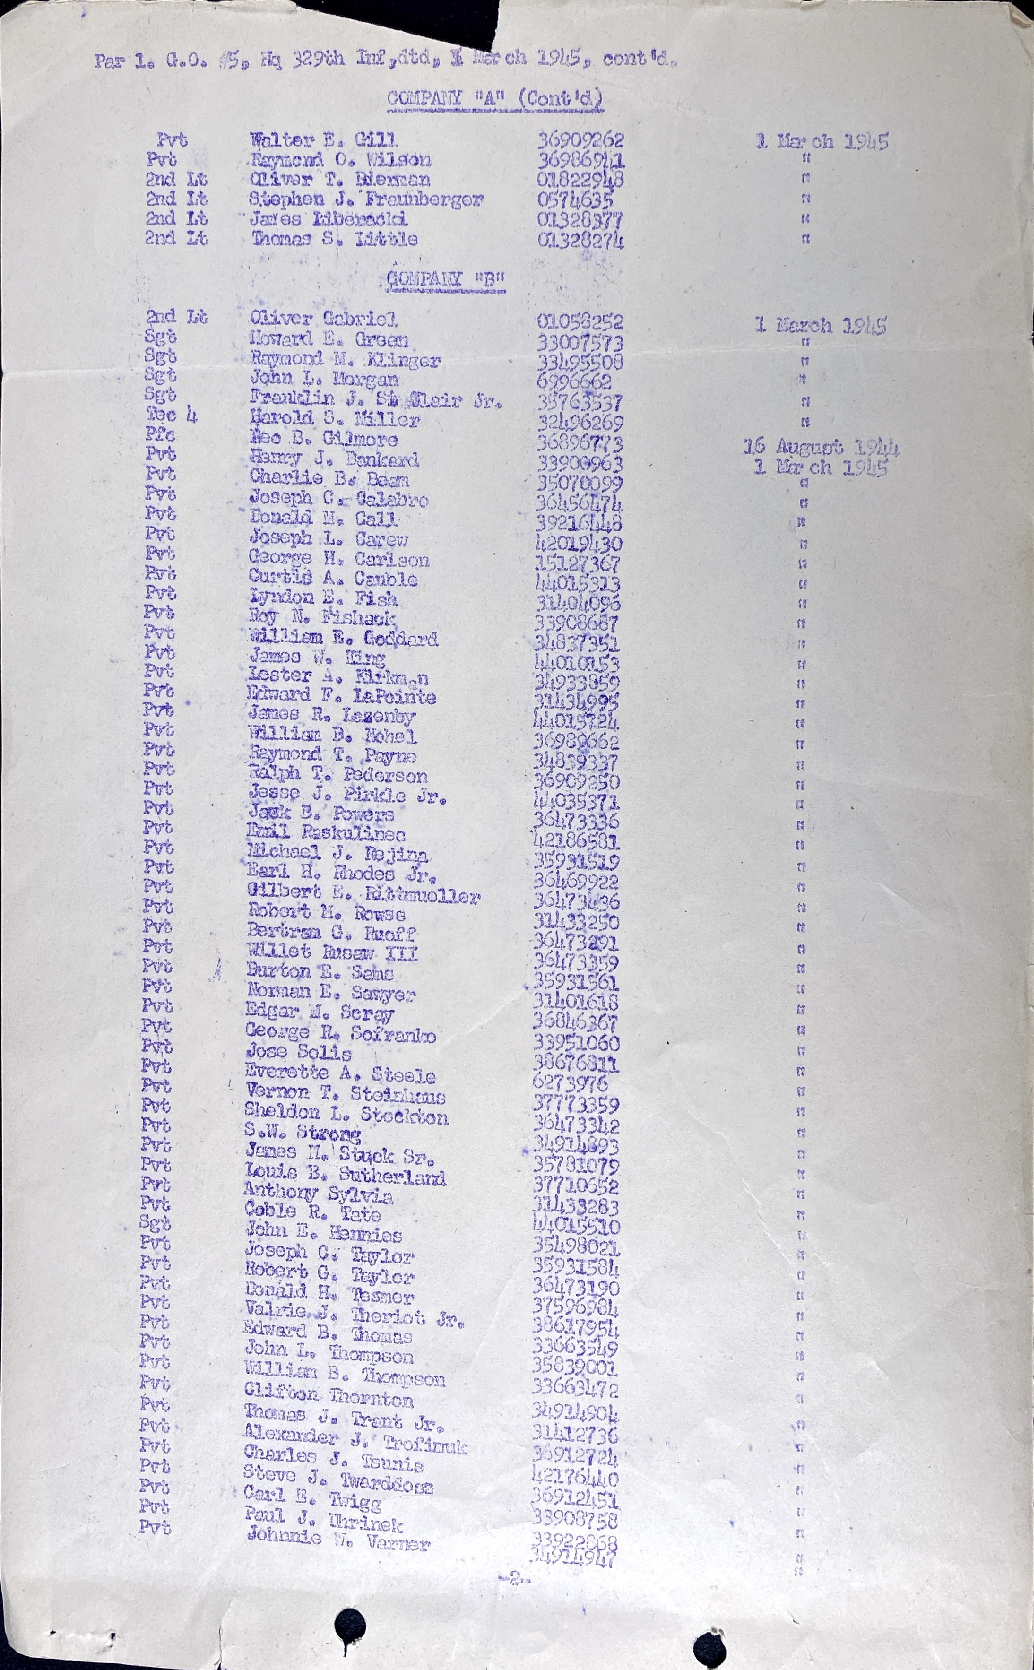 Par 1. G.O. #5, Hq 329th Inf,dtd, 1 March 1945, cont'd.
COMPANY "A" (Cont'd)
Pvt Walter E. Gill 36909262 1 March 1945
Pvt Raymond O. Wilson 36986941 "
2nd Lt Oliver T. Bierman 01822948 "
2nd Lt Stephen J. Fraunberger 0574635 "
2nd Lt James Liberacki 01328377 "
2nd Lt Thomas S. Little 01328274 "
COMPANY "B"
2nd Lt Oliver Gabriel 01058252 1 March 1945
Sgt Howard E. Green 33007573 "
Sgt Raymond M. Klinger 33495508 "
Sgt John L. Morgan 6996662 "
Sgt Franklin J. St Clair Jr. 35763537 "
Tec 4 Harold S. Miller 32496269 "
Pfc Neo B. Gilmore 36896773 16 August 1944
Pvt Henry J. Bankard 33900963 1 March 1945
Pvt Charlie B. Beam 35070099 "
Pvt Joseph C. Calabro 36456474 "
Pvt Donald M. Call 39216448 "
Pvt Joseph L. Carew 42019430 "
Pvt George H. Carlson 15127367 "
Pvt Curtis A. Cauble 44015313 "
Pvt Lyndon E. Fish 31404096 "
Pvt Roy N. Fishack 33908687 "
Pvt William E. Goddard 34837351 "
Pvt James W. King 44010153 "
Pvt Lester A. Kirkman 34933859 "
Pvt Edward F. LaPointe 31434995 "
Pvt James R. Lazenby 44015724 "
Pvt William B. Nobel 36989662 "
Pvt Raymond T. Payne 34839337 "
Pvt Ralph T. Pederson 36909250 "
Pvt Jesse J. Pirkle Jr. 44035371 "
Pvt Jack B. Powers 36473336 "
Pvt Emil Raskulinec 42186581 "
Pvt Michael J. Rejina 35931519 "
Pvt Earl H. Rhodes Jr. 36469922 "
Pvt Gilbert E. Rittmueller 36473436 "
Pvt Robert M. Rowse 31433250 "
Pvt Bertram G. Ruoff 36473291 "
Pvt Willet Rusaw III 36473359 "
Pvt Burton E. Sams 35931561 "
Pvt Norman E. Sawyer 31401618 "
Pvt Edgar M. Scray 36846367 "
Pvt George R. Sofranko 33951060 "
Pvt Jose Solis 38676811 "
Pvt Everette A. Steele 6273976 "
Pvt Vernon T. Steinhaus 37773359 "
Pvt Sheldon L. Stockton 36473342 "
Pvt S.W. Strong 34914893 "
Pvt James M. Stuck Sr. 35781079 "
Pvt Louis B. Sutherland 37710652 "
Pvt Anthony Sylvia 31433283 "
Pvt Coble R. Tate 44015510 "
Sgt John E. Hennies 35498021 "
Pvt Joseph C. Taylor 35931584 "
Pvt Robert G. Taylor 36473190 "
Pvt Donald H. Tesmer 37596984 "
Pvt Valrie J. Theriot Jr. 38617954 "
Pvt Edward B. Thomas 33663549 "
Pvt John L. Thompson 35839001 "
Pvt William B. Thompson 33663472 "
Pvt Clifton Thornton 34914904 "
Pvt Thomas J. Trant Jr. 31412736 "
Pvt Alexander J. Trofimuk 36912724 "
Pvt Charles J. Tsunis 42176440 "
Pvt Steve J. Twardoss 36912451 "
Pvt Carl E. Twigg 33908758 "
Pvt Paul J. Uhrinek 33922068 "
Pvt Johnnie W. Varner 34914947 "
-2-